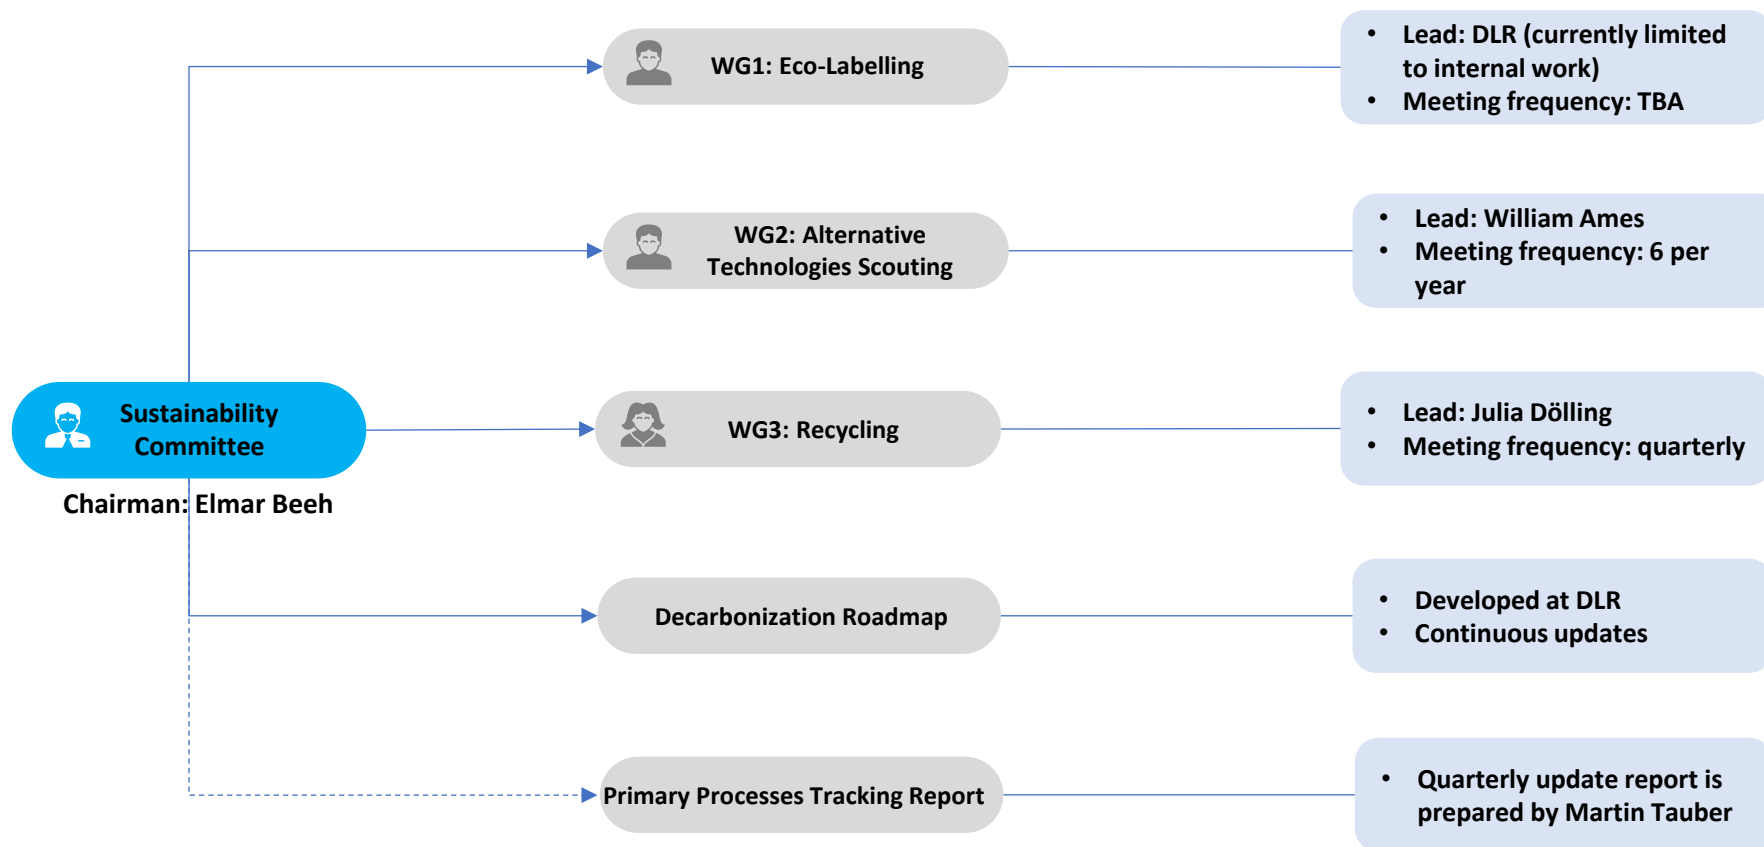 WG1: Eco-Labelling
• Lead: DLR (currently limited
to internal work)
• Meeting frequency: TBA
WG2: Alternative
Technologies Scouting
• Lead: William Ames
• Meeting frequency: 6 per
year
Sustainability
Committee
Chairman: Elmar Beeh
WG3: Recycling
• Lead: Julia Dölling
• Meeting frequency: quarterly
Decarbonization Roadmap
• Developed at DLR
• Continuous updates
Primary Processes Tracking Report
• Quarterly update report is
prepared by Martin Tauber